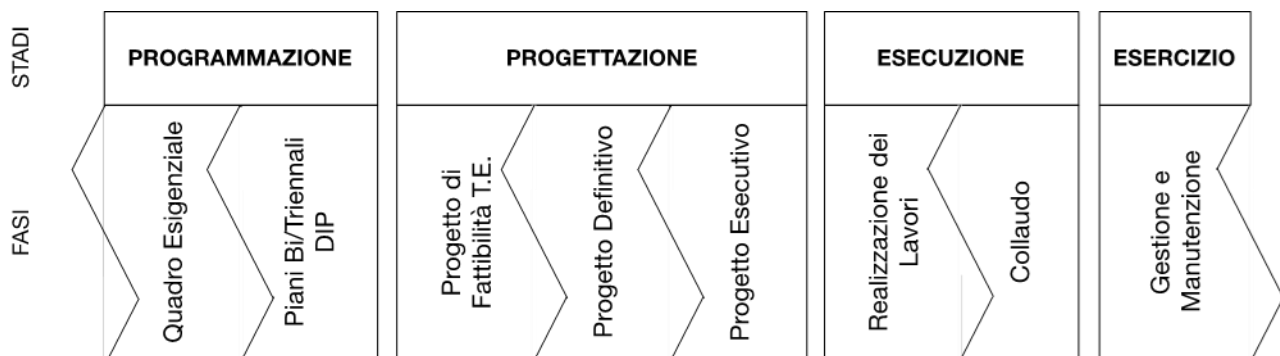 STADI
PROGRAMMAZIONE
PROGETTAZIONE
ESECUZIONE
ESERCIZIO
FASI
Quadro Esigenziale
Piani Bi/Triennali
DIP
Progetto di
Fattibilità T.E.
Progetto Definitivo
Progetto Esecutivo
Realizzazione dei
Lavori
Collaudo
Gestione e
Manutenzione